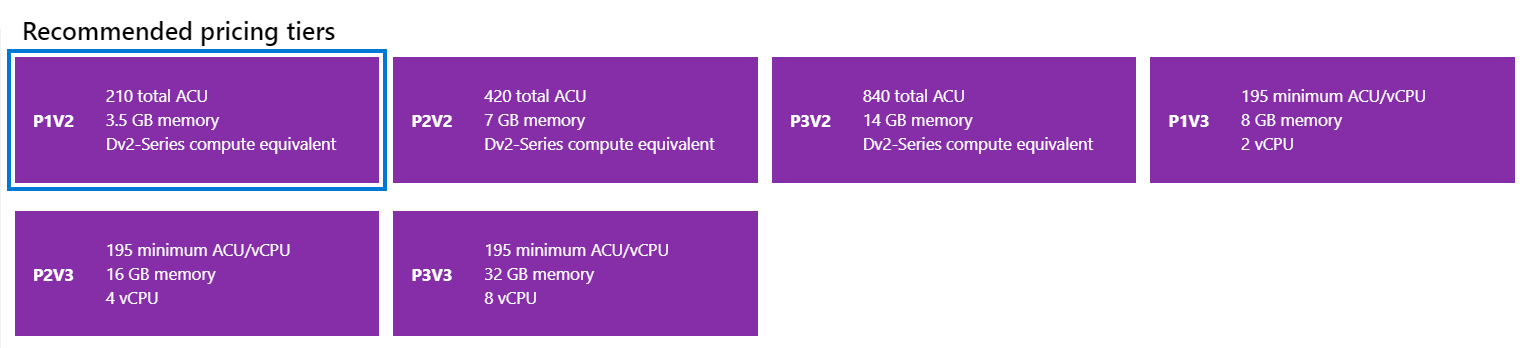 Recommended pricing tiers
P1V2
210 total ACU
3.5 GB memory
Dv2-Series compute equivalent
P2V2
420 total ACU
7 GB memory
Dv2-Series compute equivalent
P3V2
840 total ACU
14 GB memory
Dv2-Series compute equivalent
P1V3
195 minimum ACU/vCPU
8 GB memory
2 vCPU
P2V3
195 minimum ACU/vCPU
16 GB memory
4 vCPU
P3V3
195 minimum ACU/vCPU
32 GB memory
8 vCPU